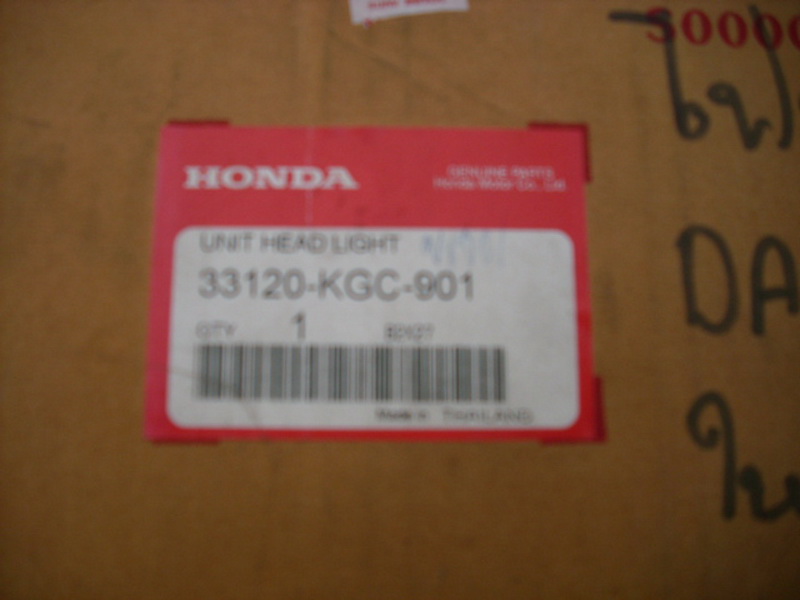 50000
HONDA
GENUINE PARTS
Honda Motor Co., Ltd.
UNIT HEAD LIGHT
33120-KGC-901
QTY 1
Made in THAILAND
DA